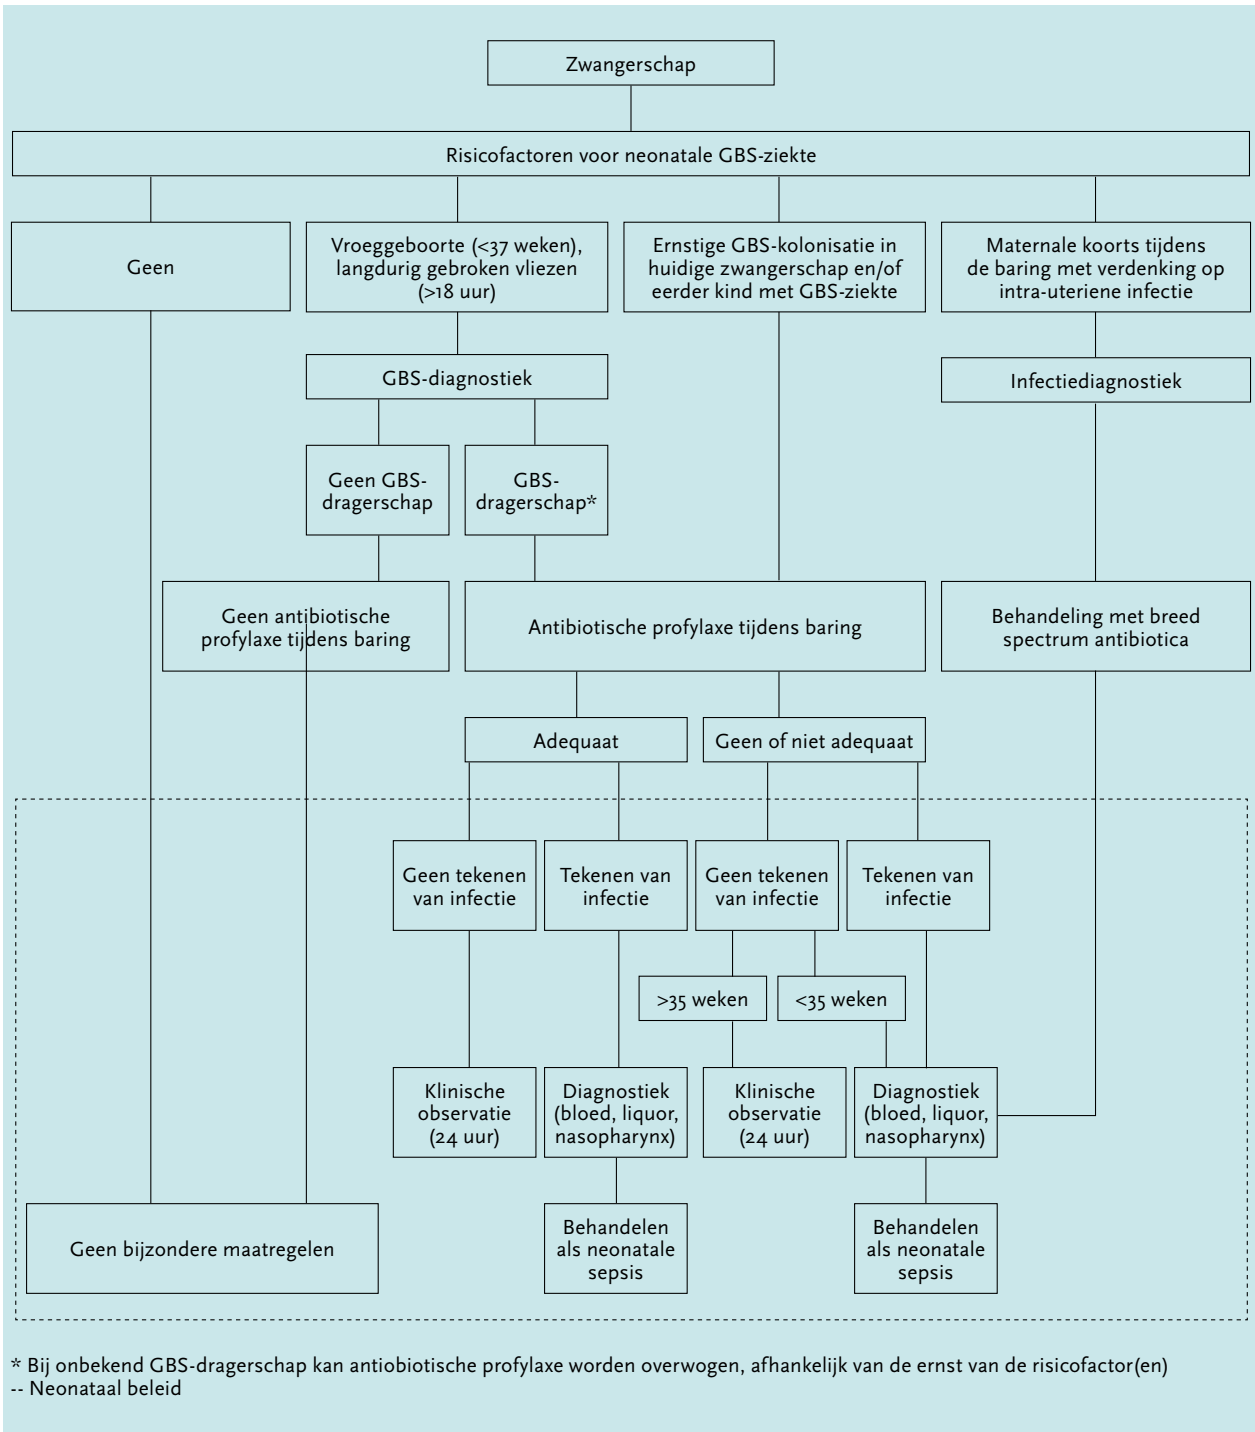 Zwangerschap
Risicofactoren voor neonatale GBS-ziekte
Geen
Vroeggeboorte (<37 weken),
langdurig gebroken vliezen
(>18 uur)
Ernstige GBS-kolonisatie in
huidige zwangerschap en/of
eerder kind met GBS-ziekte
Maternale koorts tijdens
de baring met verdenking op
intra-uteriene infectie
GBS-diagnostiek
Infectiediagnostiek
Geen GBS-
dragerschap
GBS-
dragerschap*
Geen antibiotische
profylaxe tijdens baring
Antibiotische profylaxe tijdens baring
Behandeling met breed
spectrum antibiotica
Adequaat
Geen of niet adequaat
Geen tekenen
van infectie
Tekenen van
infectie
Geen tekenen
van infectie
Tekenen van
infectie
>35 weken
<35 weken
Klinische
observatie
(24 uur)
Diagnostiek
(bloed, liquor,
nasopharynx)
Klinische
observatie
(24 uur)
Diagnostiek
(bloed, liquor,
nasopharynx)
Geen bijzondere maatregelen
Behandelen
als neonatale
sepsis
Behandelen
als neonatale
sepsis
* Bij onbekend GBS-dragerschap kan antiobiotische profylaxe worden overwogen, afhankelijk van de ernst van de risicofactor(en)
-- Neonataal beleid